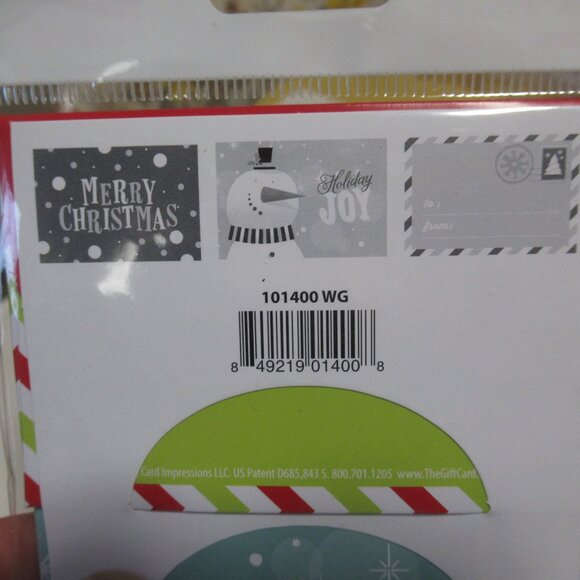 MERRY
CHRISTMAS
Holiday
JOY
to:
from:
101400 WG
8 49219 01400 8
Card Impressions LLC. US Patent D685,843 S. 800.701.1205 www.TheGiftCard